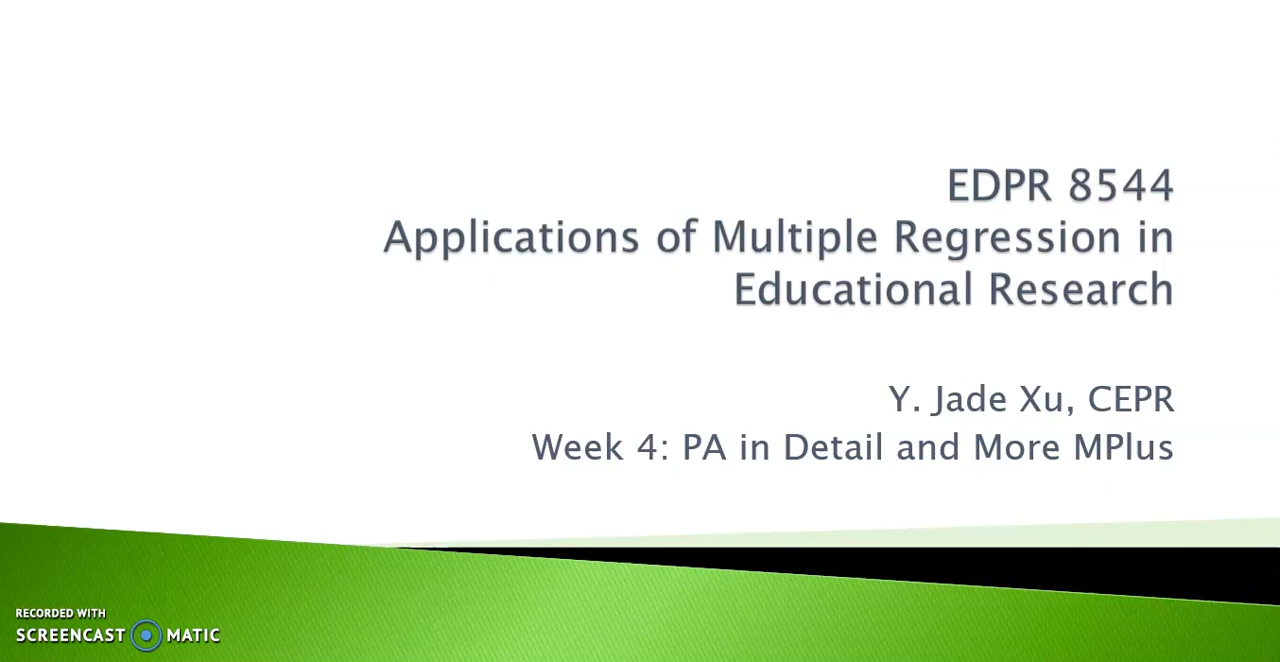 EDPR 8544
Applications of Multiple Regression in
Educational Research
Y. Jade Xu, CEPR
Week 4: PA in Detail and More MPlus
RECORDED WITH
SCREENCAST MATIC